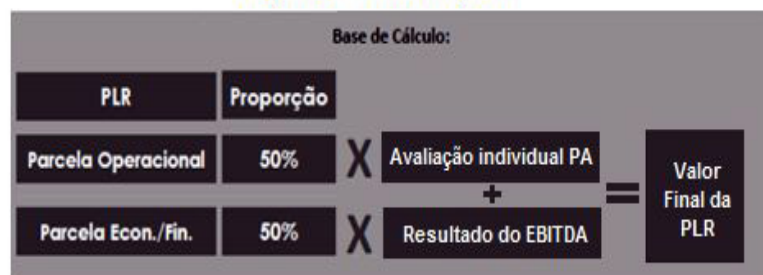 Base de Cálculo:
PLR Proporção
Parcela Operacional 50% X Avaliação individual PA
+
=
Valor
Final da
PLR
Parcela Econ./Fin. 50% X Resultado do EBITDA